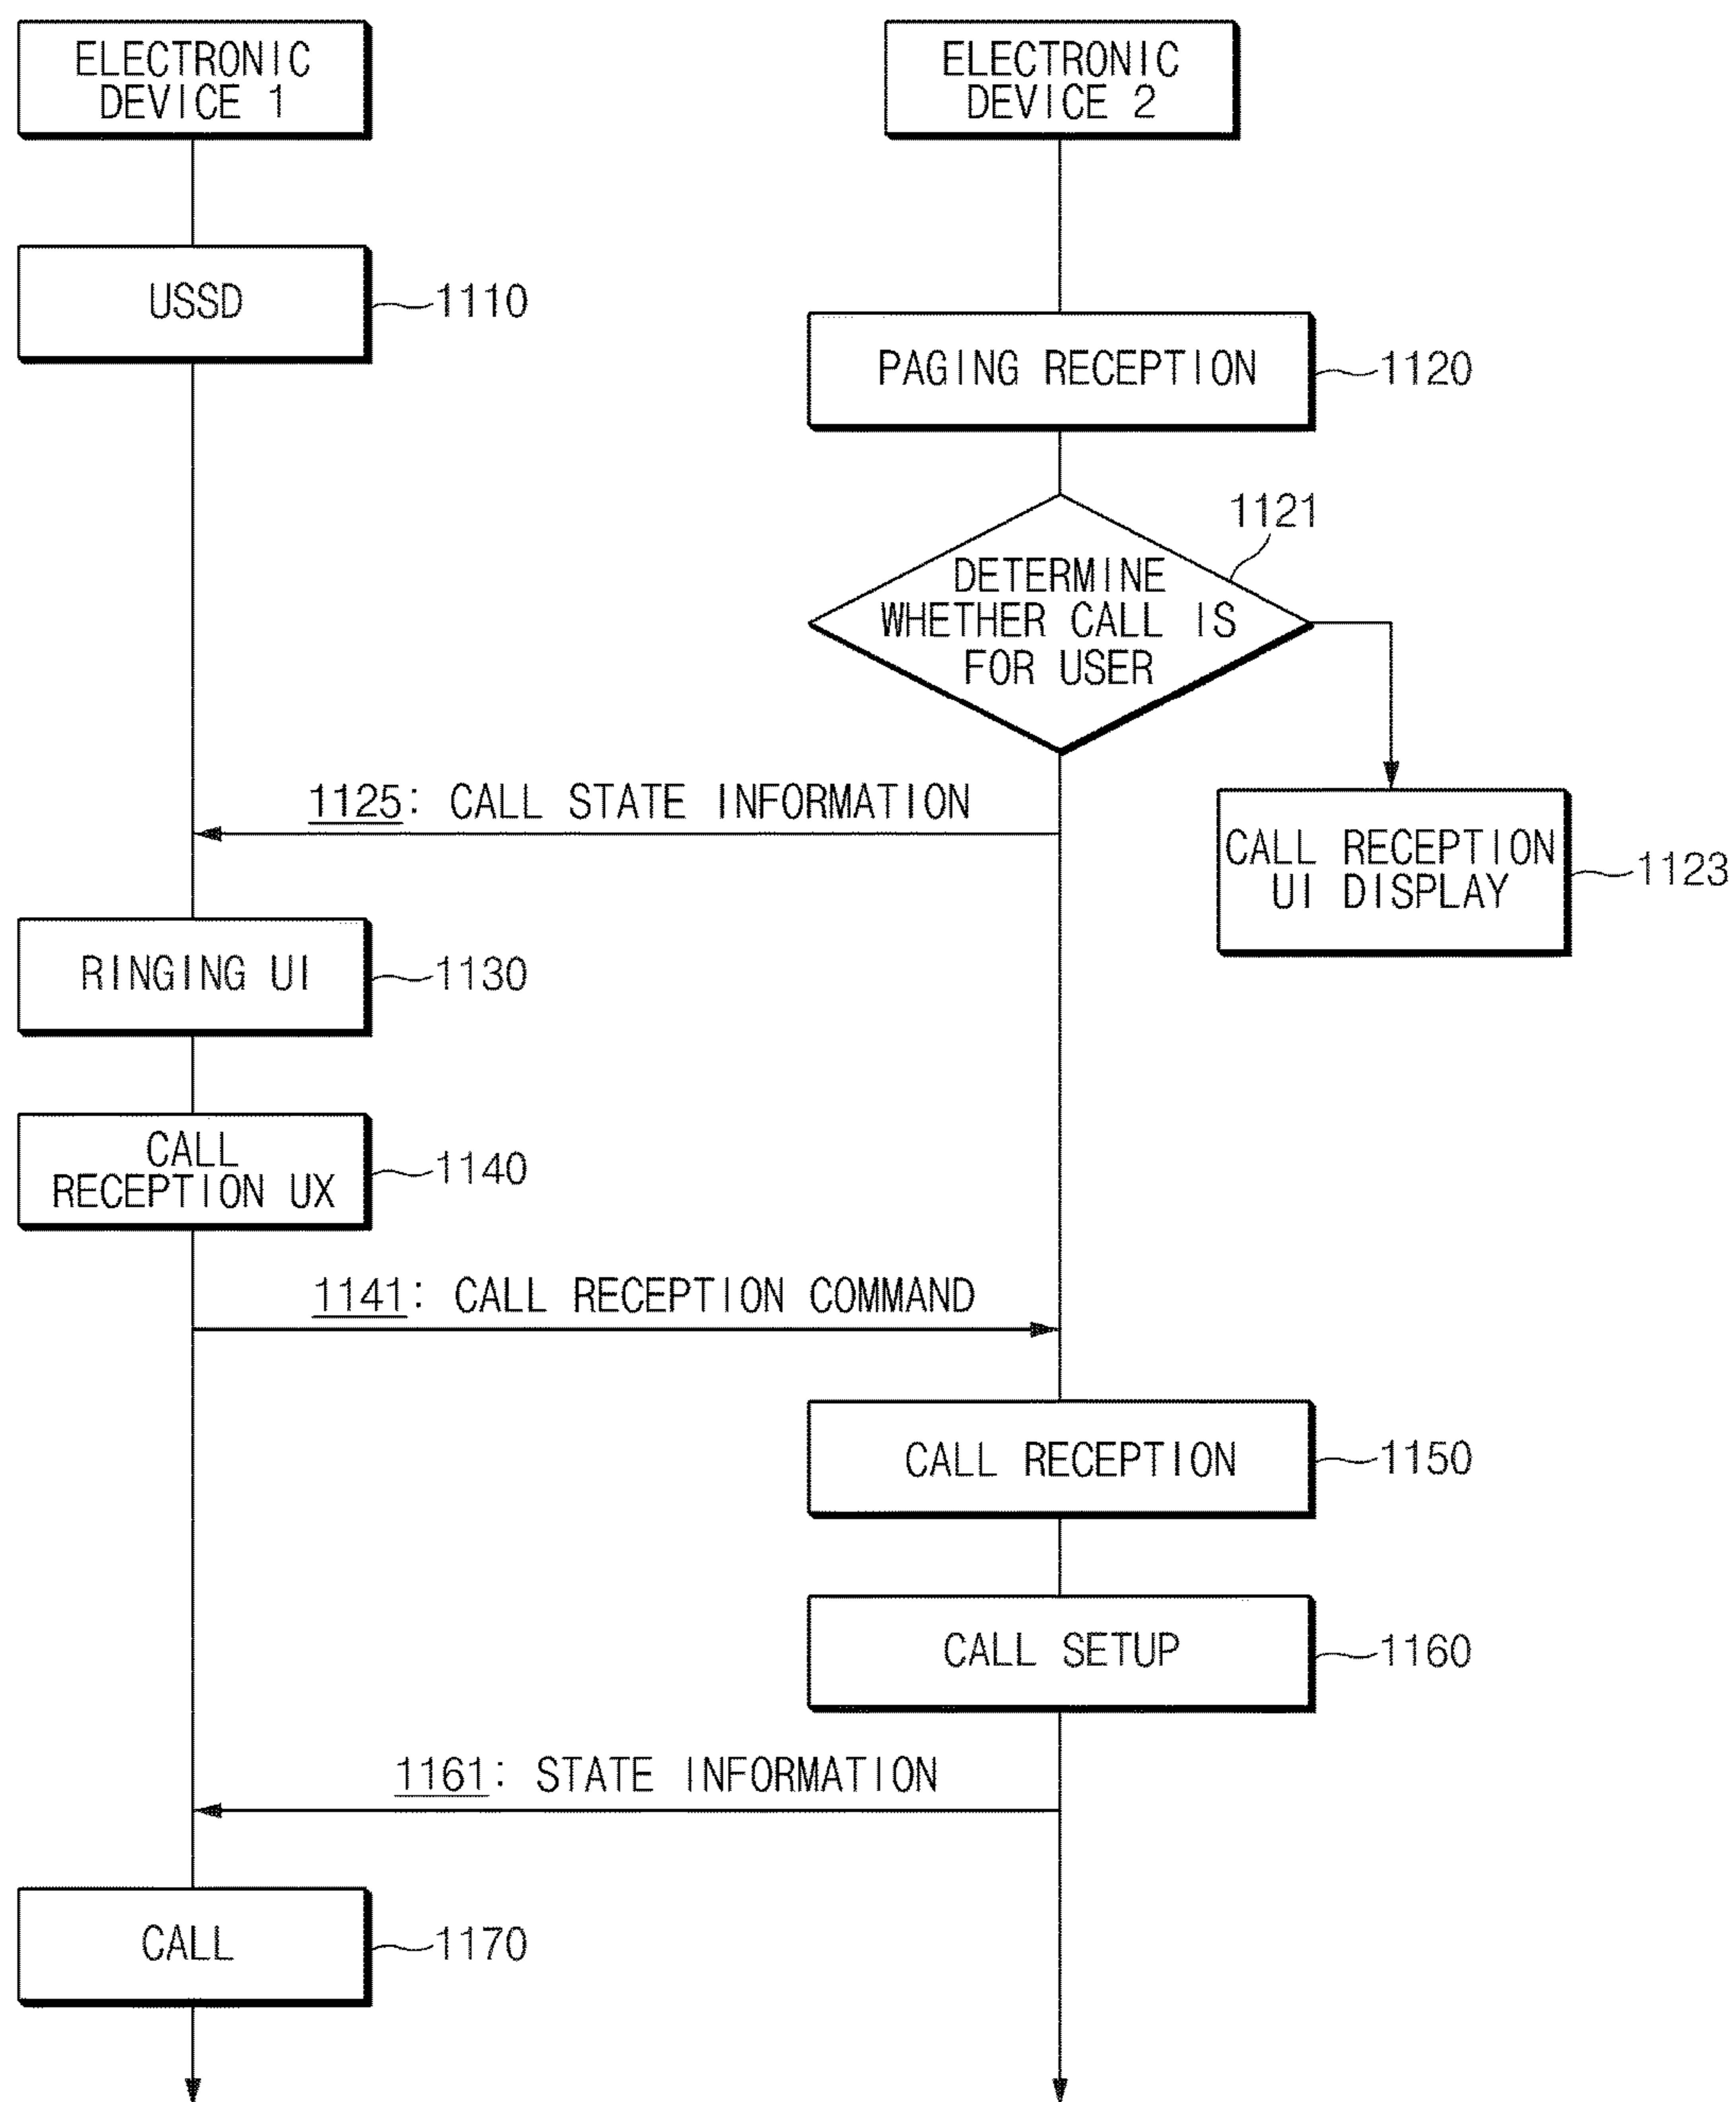 ELECTRONIC
DEVICE 1
ELECTRONIC
DEVICE 2
USSD
1110
PAGING RECEPTION
1120
1121
DETERMINE
WHETHER CALL IS
FOR USER
1125: CALL STATE INFORMATION
CALL RECEPTION
UI DISPLAY
1123
RINGING UI
1130
CALL
RECEPTION UX
1140
1141: CALL RECEPTION COMMAND
CALL RECEPTION
1150
CALL SETUP
1160
1161: STATE INFORMATION
CALL
1170